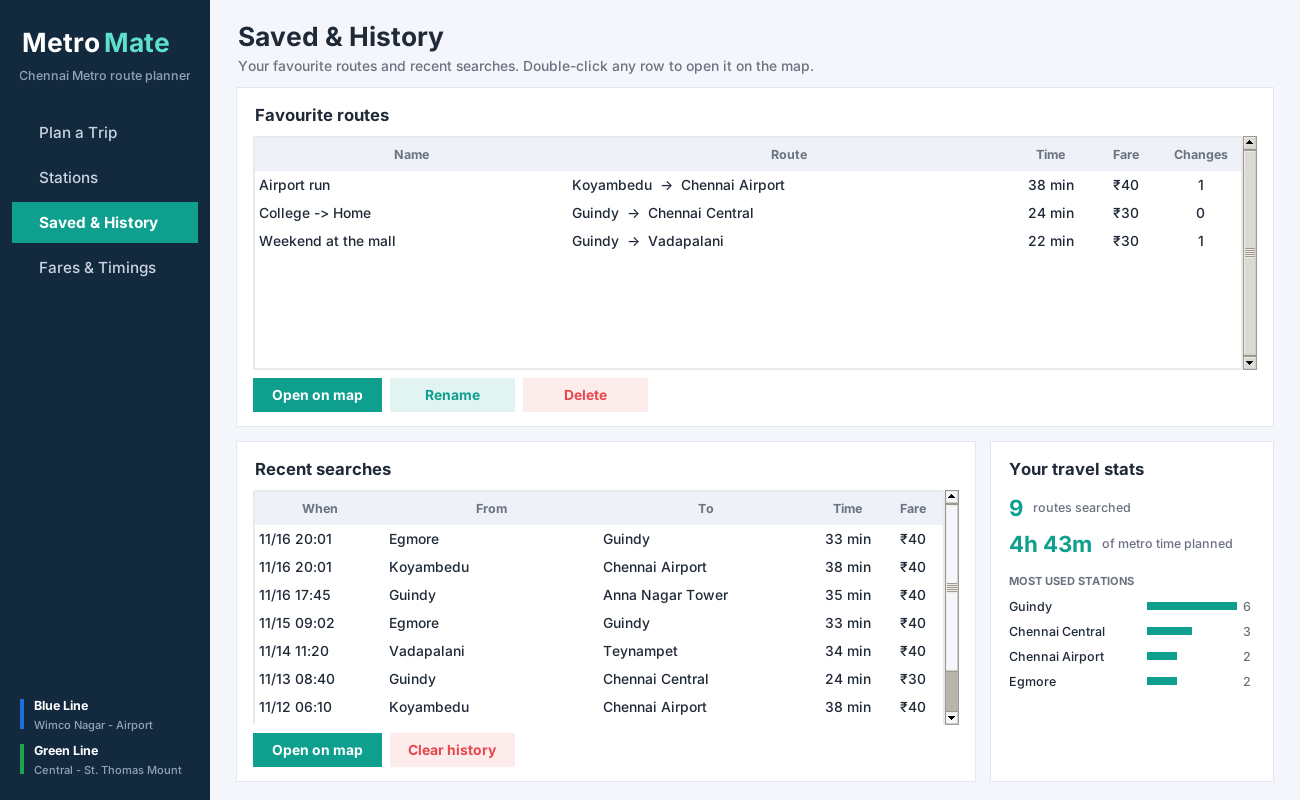 MetroMate
Chennai Metro route planner
Plan a Trip
Stations
Saved & History
Fares & Timings
Blue Line
Wimco Nagar - Airport
Green Line
Central - St. Thomas Mount
Saved & History
Your favourite routes and recent searches. Double-click any row to open it on the map.
Favourite routes
Name Route Time Fare Changes
Airport run Koyambedu → Chennai Airport 38 min ₹40 1
College -> Home Guindy → Chennai Central 24 min ₹30 0
Weekend at the mall Guindy → Vadapalani 22 min ₹30 1
Open on map Rename Delete
Recent searches
When From To Time Fare
11/16 20:01 Egmore Guindy 33 min ₹40
11/16 20:01 Koyambedu Chennai Airport 38 min ₹40
11/16 17:45 Guindy Anna Nagar Tower 35 min ₹40
11/15 09:02 Egmore Guindy 33 min ₹40
11/14 11:20 Vadapalani Teynampet 34 min ₹40
11/13 08:40 Guindy Chennai Central 24 min ₹30
11/12 06:10 Koyambedu Chennai Airport 38 min ₹40
Open on map Clear history
Your travel stats
9 routes searched
4h 43m of metro time planned
MOST USED STATIONS
Guindy 6
Chennai Central 3
Chennai Airport 2
Egmore 2